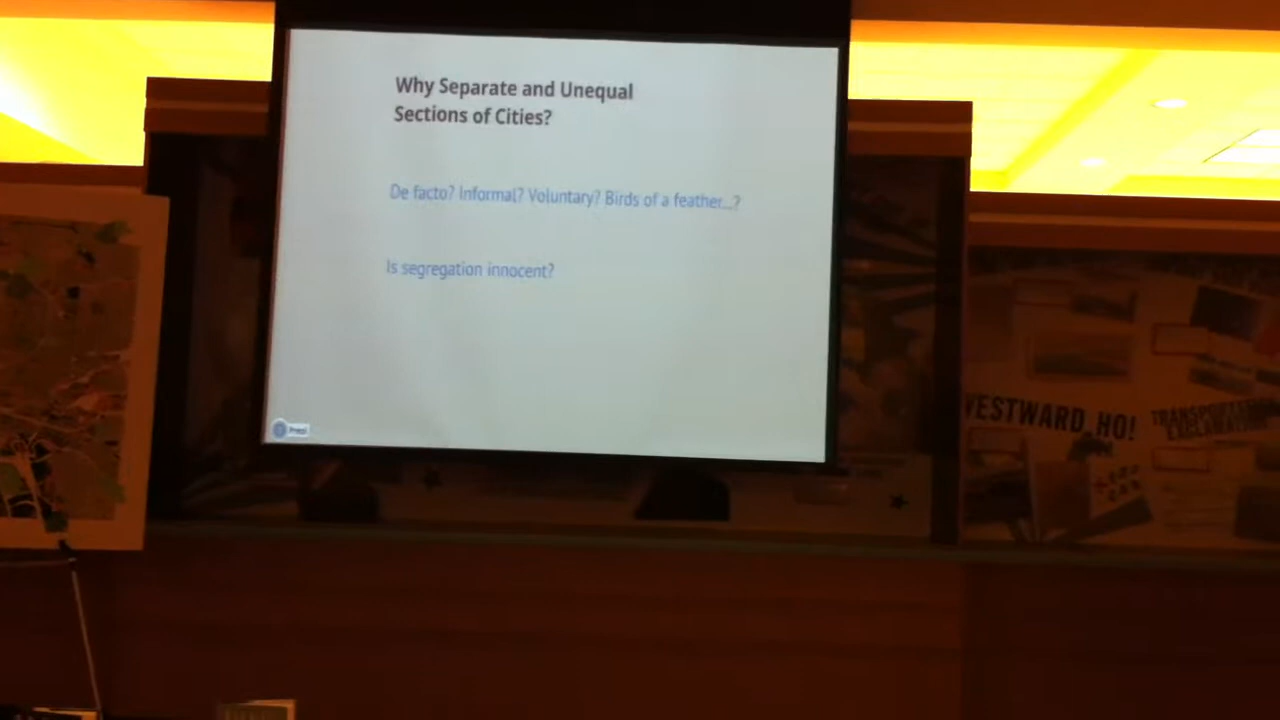 Why Separate and Unequal
Sections of Cities?
De facto? Informal? Voluntary? Birds of a feather...?
Is segregation innocent?
Prezi
WESTWARD HO!